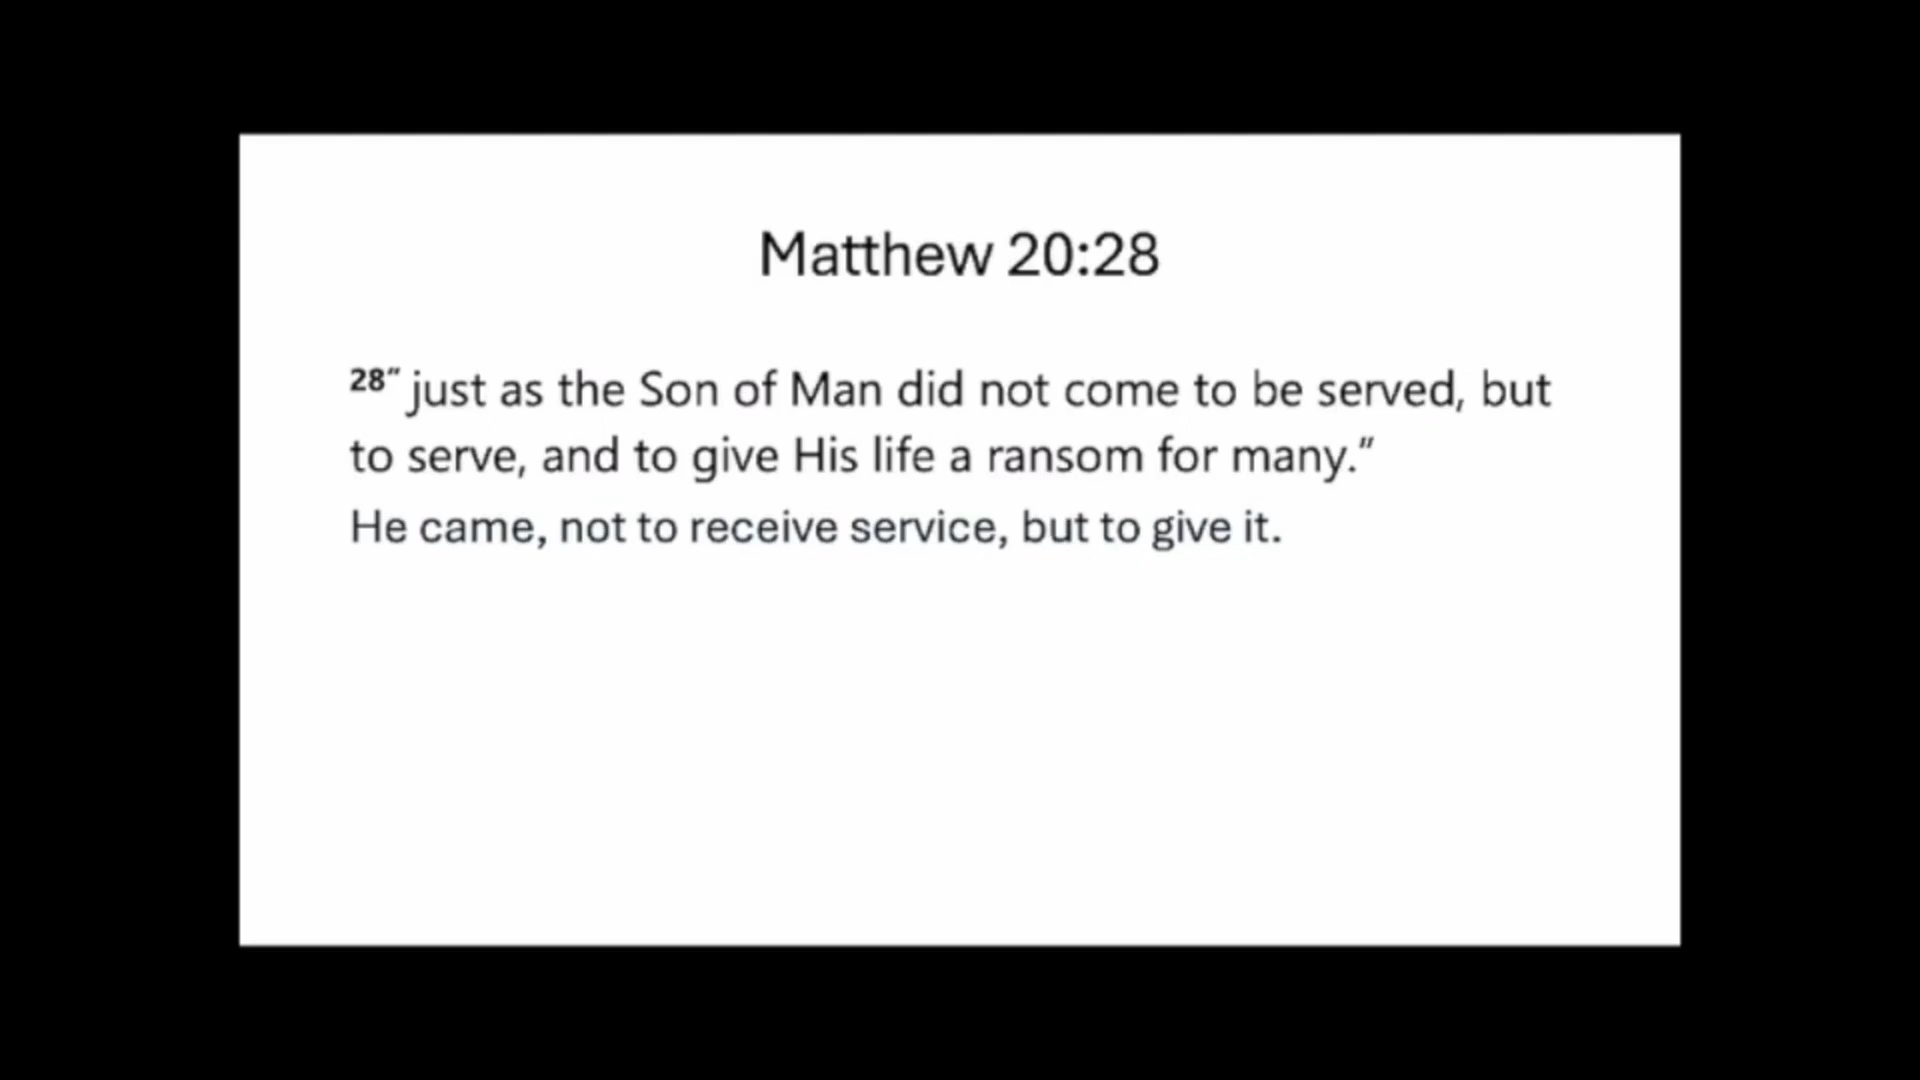 Matthew 20:28
28” just as the Son of Man did not come to be served, but
to serve, and to give His life a ransom for many.”
He came, not to receive service, but to give it.